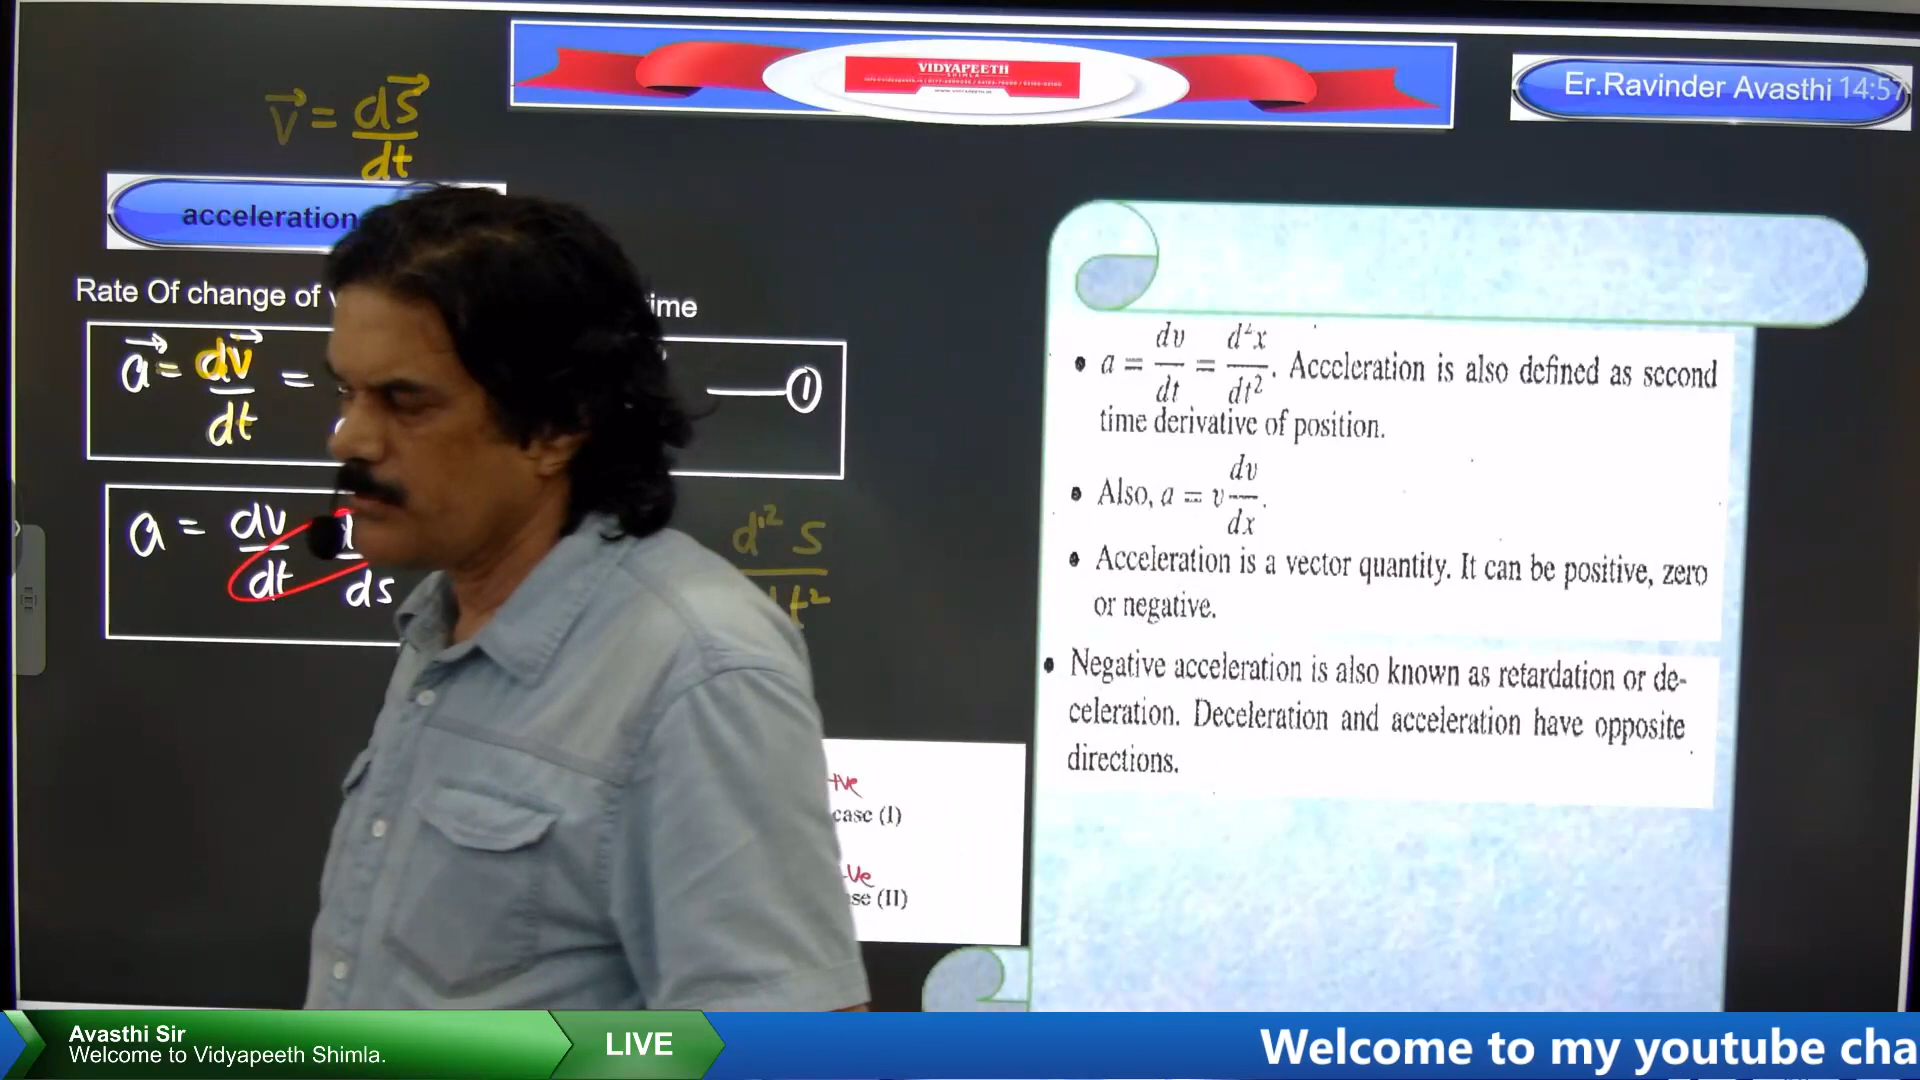 VIDYAPEETH
SHIMLA
Er.Ravinder Avasthi 14:57
v⃗ = ds⃗/dt
acceleration
Rate Of change of
ime
a⃗ = dv⃗/dt =
①
a = dv/dt
ds
d²s
t²
+ve
case (I)
-ve
se (II)
• a = dv/dt = d²x/dt². Acceleration is also defined as second
time derivative of position.
• Also, a = v dv/dx.
• Acceleration is a vector quantity. It can be positive, zero
or negative.
• Negative acceleration is also known as retardation or de-
celeration. Deceleration and acceleration have opposite
directions.
Avasthi Sir
Welcome to Vidyapeeth Shimla.
LIVE
Welcome to my youtube cha